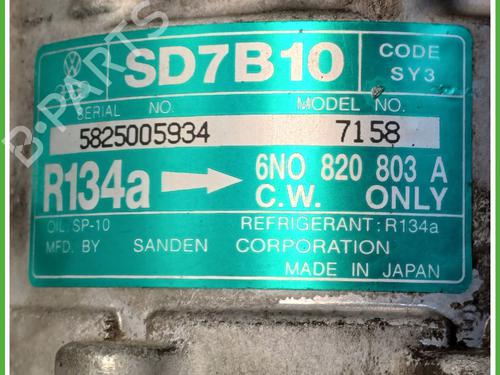 SD7B10
CODE
SY3
SERIAL NO.
MODEL NO.
5825005934
7158
R134a
6N0 820 803 A
C.W. ONLY
OIL: SP-10
REFRIGERANT: R134a
MFD. BY SANDEN CORPORATION
MADE IN JAPAN
B-PARTS